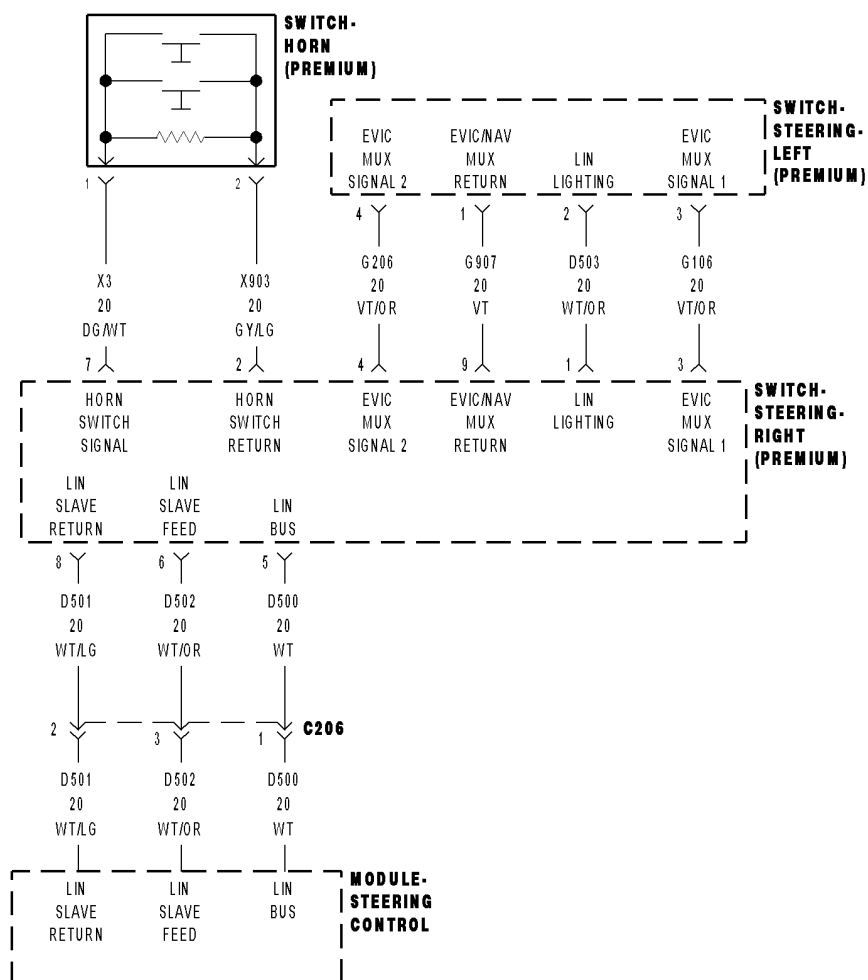 SWITCH-
HORN
(PREMIUM)
SWITCH-
STEERING-
LEFT
(PREMIUM)
EVIC
MUX
SIGNAL 2
EVIC/NAV
MUX
RETURN
LIN
LIGHTING
EVIC
MUX
SIGNAL 1
1
2
4
1
2
3
X3
20
DG/WT
X903
20
GY/LG
G206
20
VT/OR
G907
20
VT
D503
20
WT/OR
G106
20
VT/OR
7
2
4
9
1
3
HORN
SWITCH
SIGNAL
HORN
SWITCH
RETURN
EVIC
MUX
SIGNAL 2
EVIC/NAV
MUX
RETURN
LIN
LIGHTING
EVIC
MUX
SIGNAL 1
SWITCH-
STEERING-
RIGHT
(PREMIUM)
LIN
SLAVE
RETURN
LIN
SLAVE
FEED
LIN
BUS
8
6
5
D501
20
WT/LG
D502
20
WT/OR
D500
20
WT
2
3
1
C206
D501
20
WT/LG
D502
20
WT/OR
D500
20
WT
LIN
SLAVE
RETURN
LIN
SLAVE
FEED
LIN
BUS
MODULE-
STEERING
CONTROL